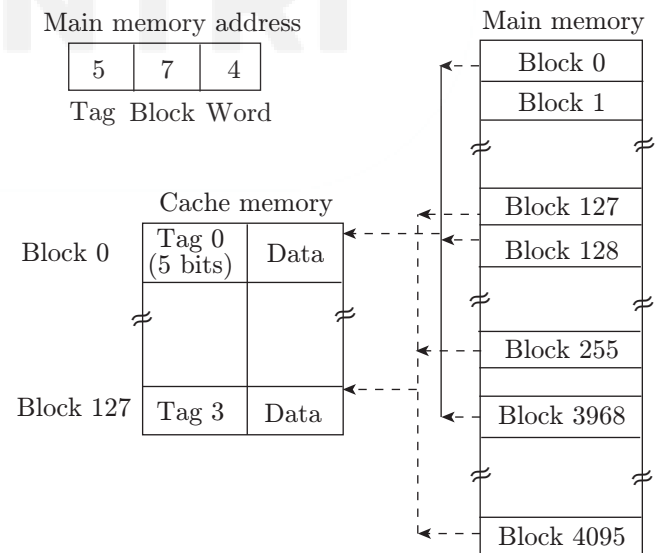 Main memory address
5 7 4
Tag Block Word
Main memory
Block 0
Block 1
Block 127
Block 128
Block 255
Block 3968
Block 4095
Cache memory
Block 0
Tag 0
(5 bits)
Data
Block 127
Tag 3
Data